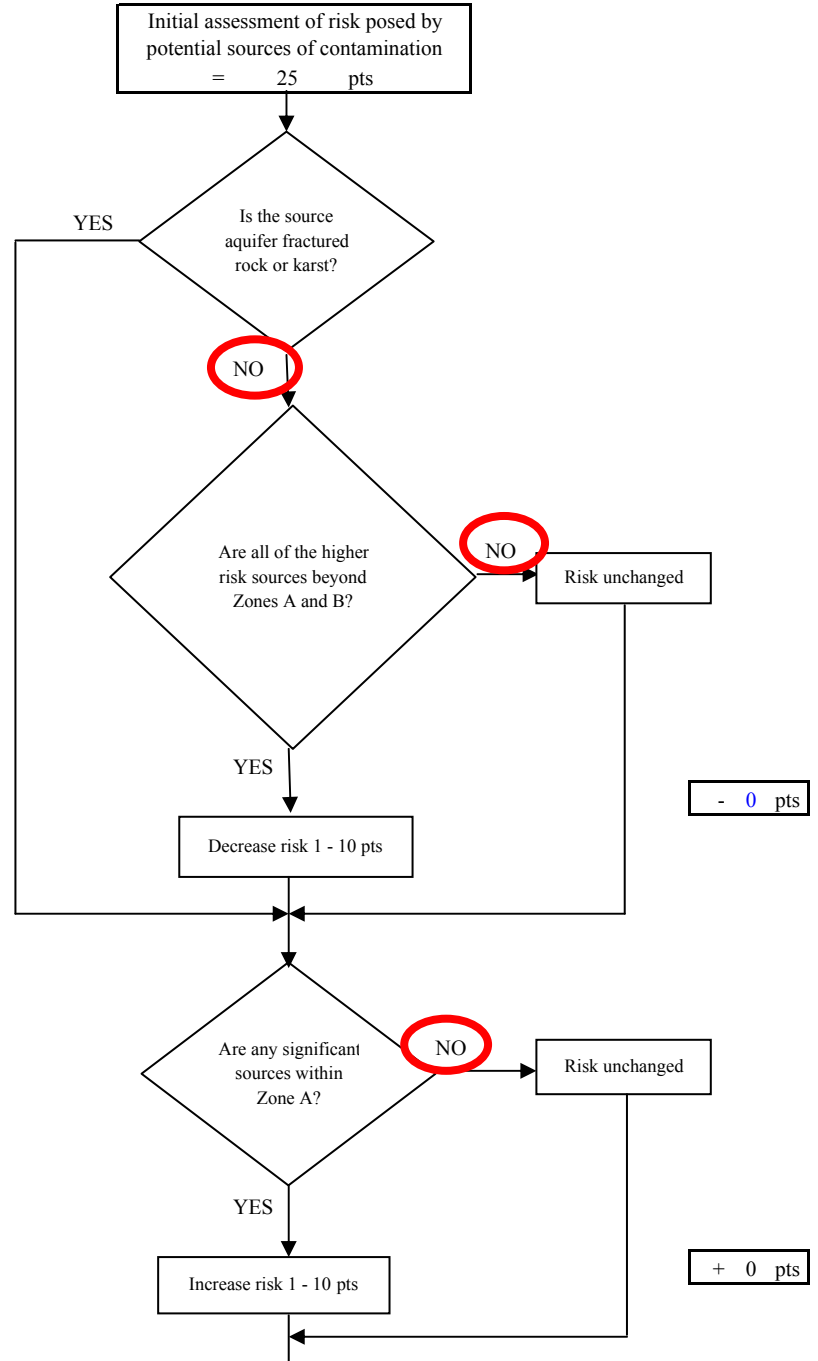 Initial assessment of risk posed by
potential sources of contamination
= 25 pts
YES
Is the source
aquifer fractured
rock or karst?
NO
Are all of the higher
risk sources beyond
Zones A and B?
NO
Risk unchanged
YES
- 0 pts
Decrease risk 1 - 10 pts
Are any significant
sources within
Zone A?
NO
Risk unchanged
YES
+ 0 pts
Increase risk 1 - 10 pts